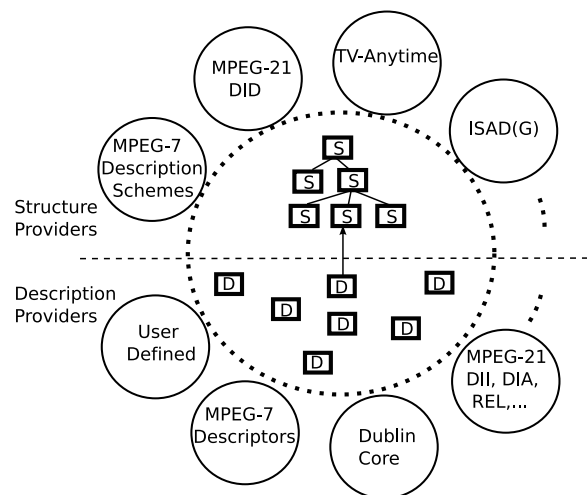 MPEG-21
DID
TV-Anytime
ISAD(G)
MPEG-7
Description
Schemes
S
S
S
S
S
S
Structure
Providers
Description
Providers
D
D
D
D
D
D
D
User
Defined
MPEG-7
Descriptors
Dublin
Core
MPEG-21
DII, DIA,
REL,...